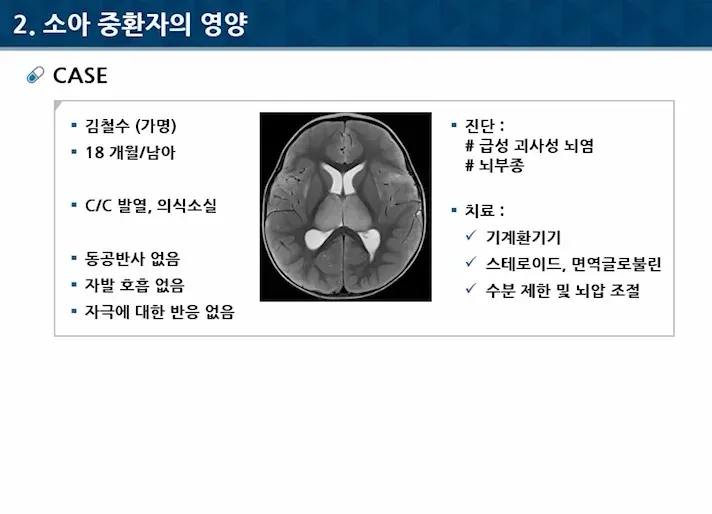 2. 소아 중환자의 영양
CASE
김철수 (가명)
18 개월/남아
C/C 발열, 의식소실
동공반사 없음
자발 호흡 없음
자극에 대한 반응 없음
진단 :
# 급성 괴사성 뇌염
# 뇌부종
치료 :
기계환기기
스테로이드, 면역글로불린
수분 제한 및 뇌압 조절